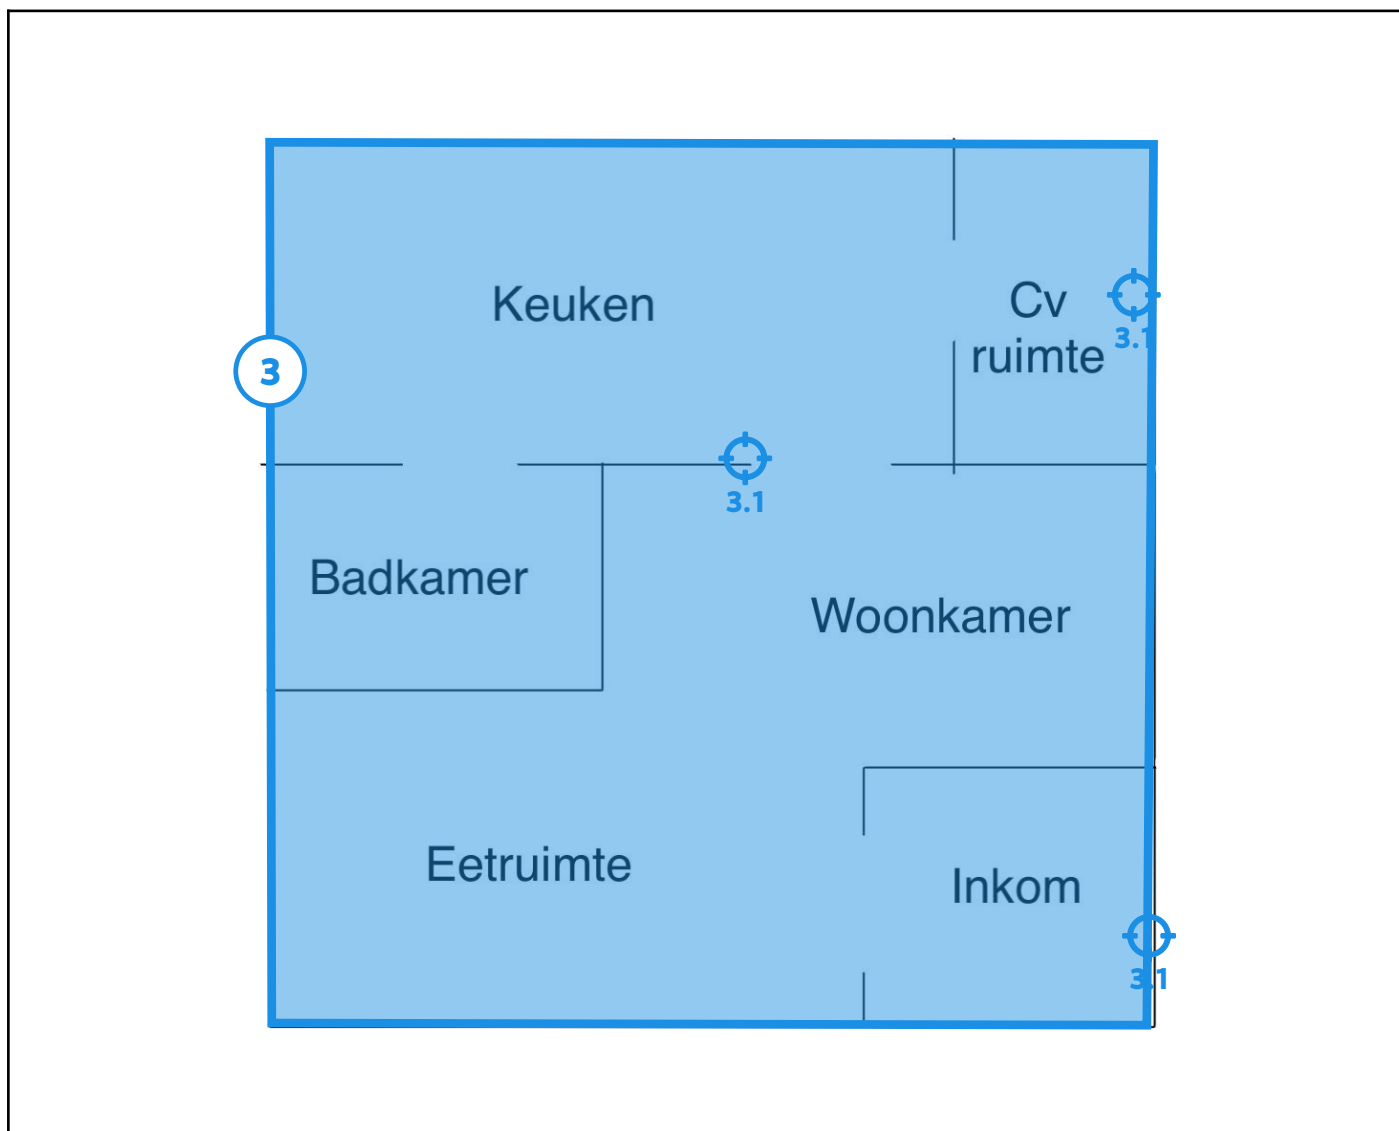 Keuken
Cv
ruimte
3.1
3
3.1
Badkamer
Woonkamer
Eetruimte
Inkom
3.1